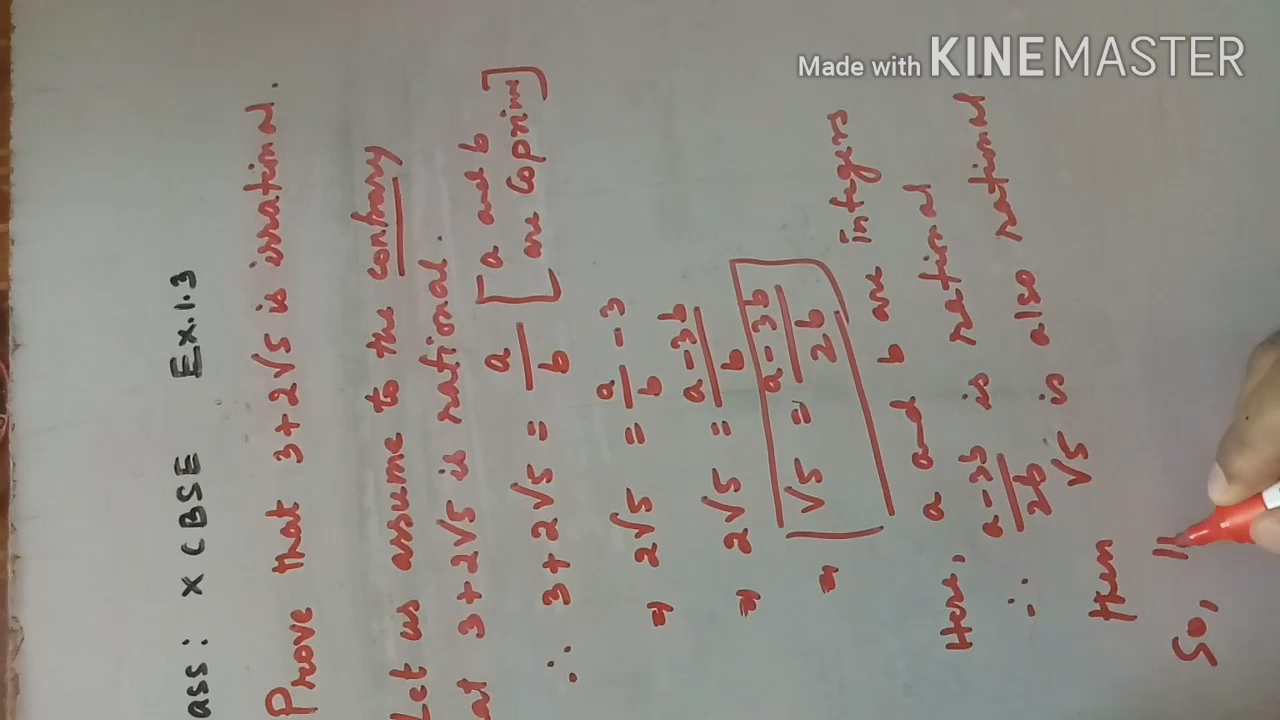 Made with KINEMASTER
ass: X CBSE Ex.1.3
Prove that 3+2√5 is irrational.
Let us assume to the contrary
at 3+2√5 is rational.
∴ 3+2√5 = a/b [a and b are coprime]
⇒ 2√5 = a/b - 3
⇒ 2√5 = a-3b/b
⇒ √5 = a-3b/2b
Here, a and b are integers
∴ a-3b/2b is rational
then √5 is also rational.
So,